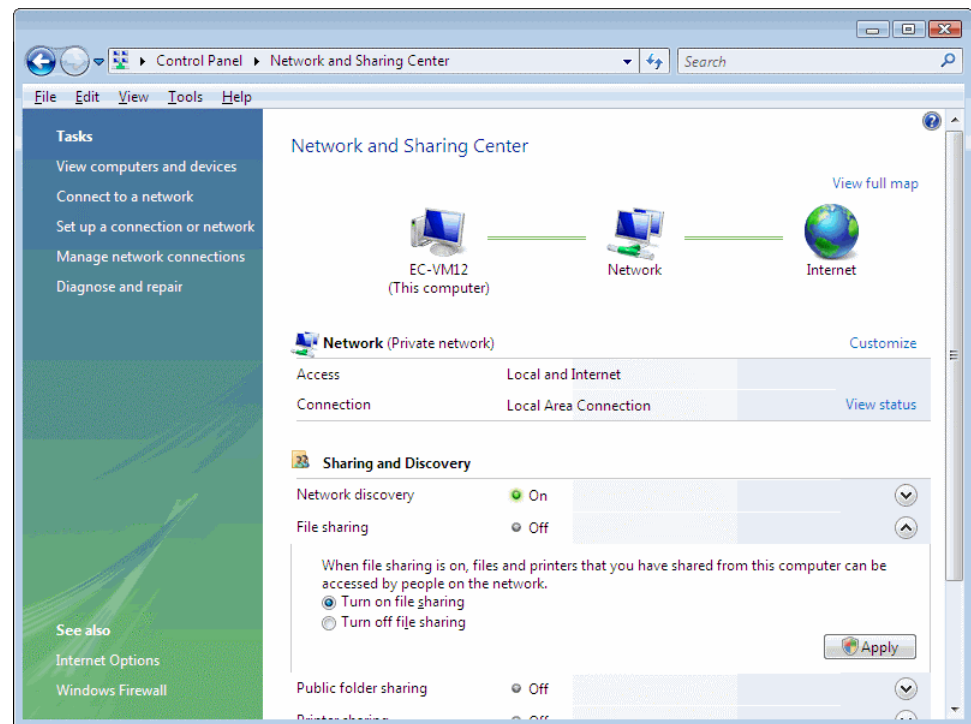 Control Panel ▸ Network and Sharing Center
Search
File Edit View Tools Help
Tasks
View computers and devices
Connect to a network
Set up a connection or network
Manage network connections
Diagnose and repair
See also
Internet Options
Windows Firewall
Network and Sharing Center
View full map
EC-VM12
(This computer)
Network
Internet
Network (Private network)
Customize
Access Local and Internet
Connection Local Area Connection View status
Sharing and Discovery
Network discovery On
File sharing Off
When file sharing is on, files and printers that you have shared from this computer can be
accessed by people on the network.
Turn on file sharing
Turn off file sharing
Apply
Public folder sharing Off
Printer sharing Off